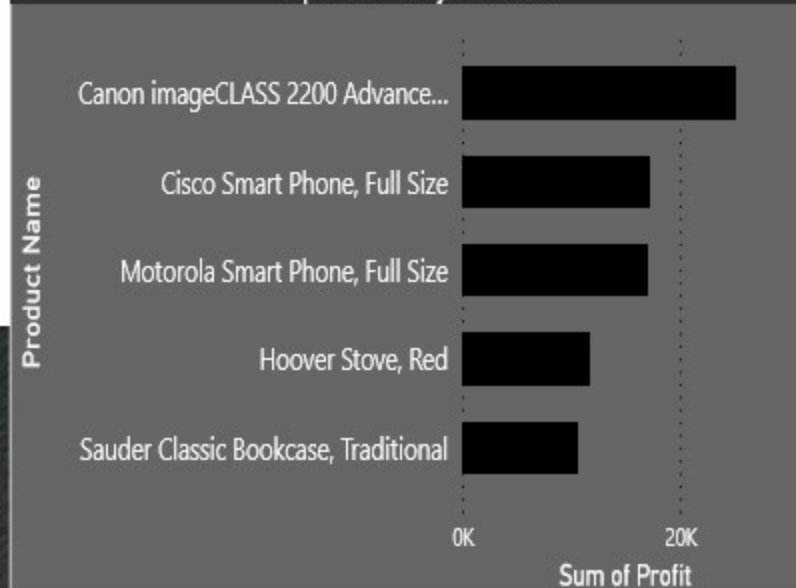 Product Name
Canon imageCLASS 2200 Advance...
Cisco Smart Phone, Full Size
Motorola Smart Phone, Full Size
Hoover Stove, Red
Sauder Classic Bookcase, Traditional
0K 20K
Sum of Profit